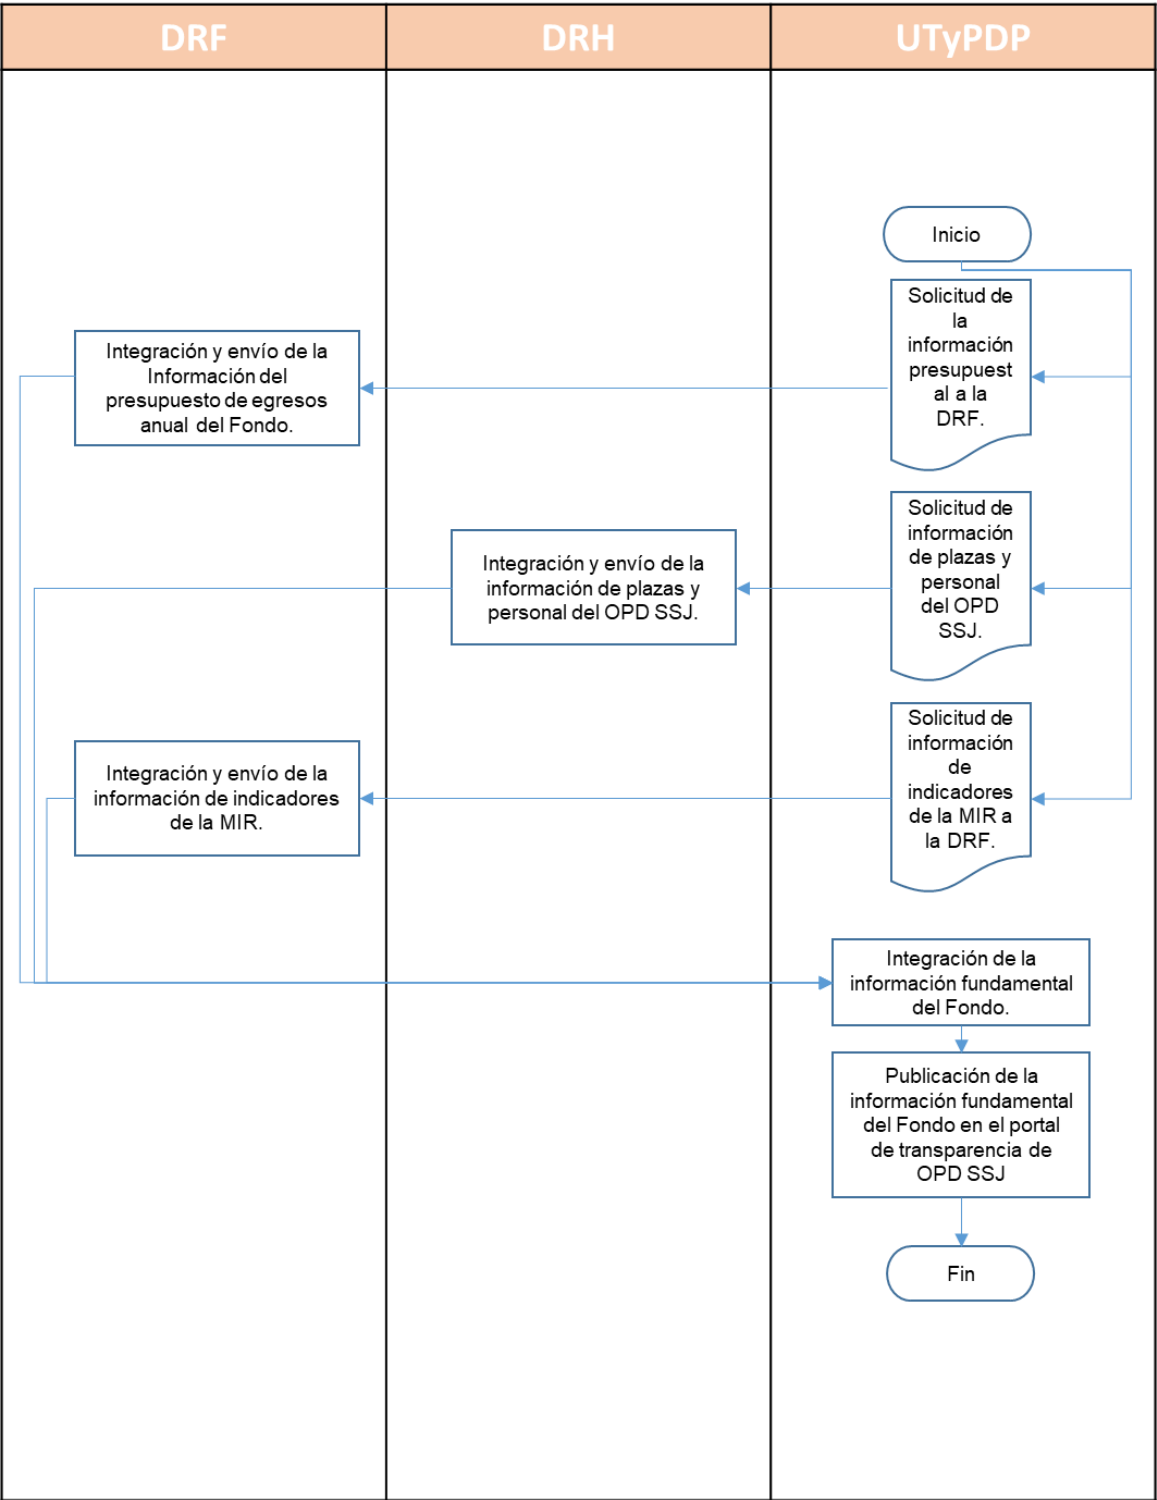 DRF
DRH
UTyPDP
Inicio
Solicitud de
la
información
presupuest
al a la
DRF.
Integración y envío de la
Información del
presupuesto de egresos
anual del Fondo.
Solicitud de
información
de plazas y
personal
del OPD
SSJ.
Integración y envío de la
información de plazas y
personal del OPD SSJ.
Solicitud de
información
de
indicadores
de la MIR a
la DRF.
Integración y envío de la
información de indicadores
de la MIR.
Integración de la
información fundamental
del Fondo.
Publicación de la
información fundamental
del Fondo en el portal
de transparencia de
OPD SSJ
Fin